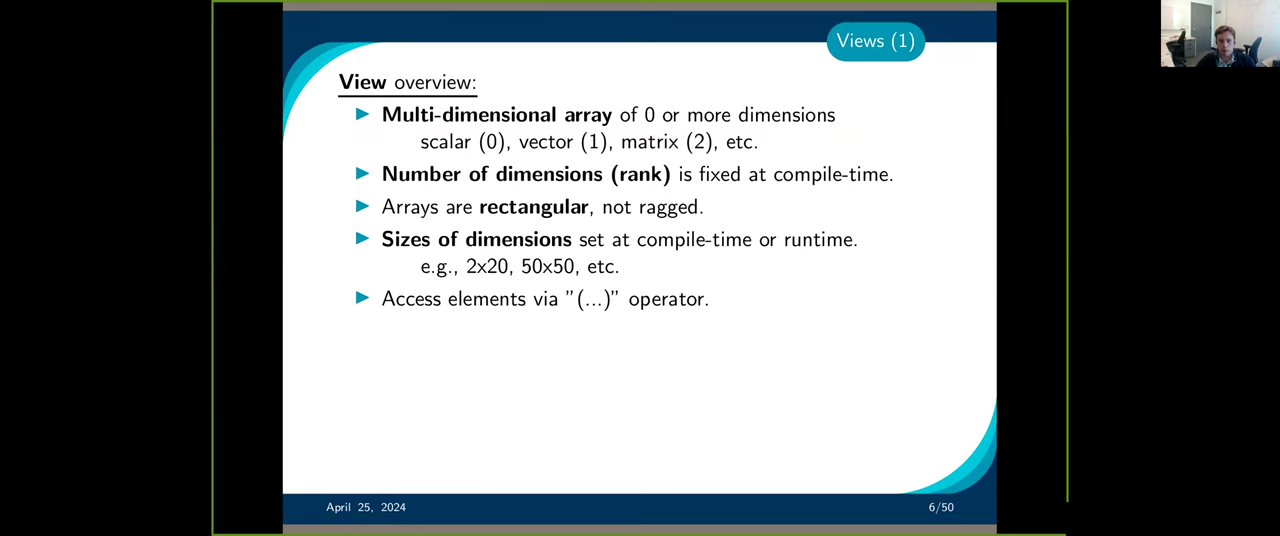 Views (1)
View overview:
Multi-dimensional array of 0 or more dimensions
scalar (0), vector (1), matrix (2), etc.
Number of dimensions (rank) is fixed at compile-time.
Arrays are rectangular, not ragged.
Sizes of dimensions set at compile-time or runtime.
e.g., 2x20, 50x50, etc.
Access elements via ”(...)” operator.
April 25, 2024
6/50